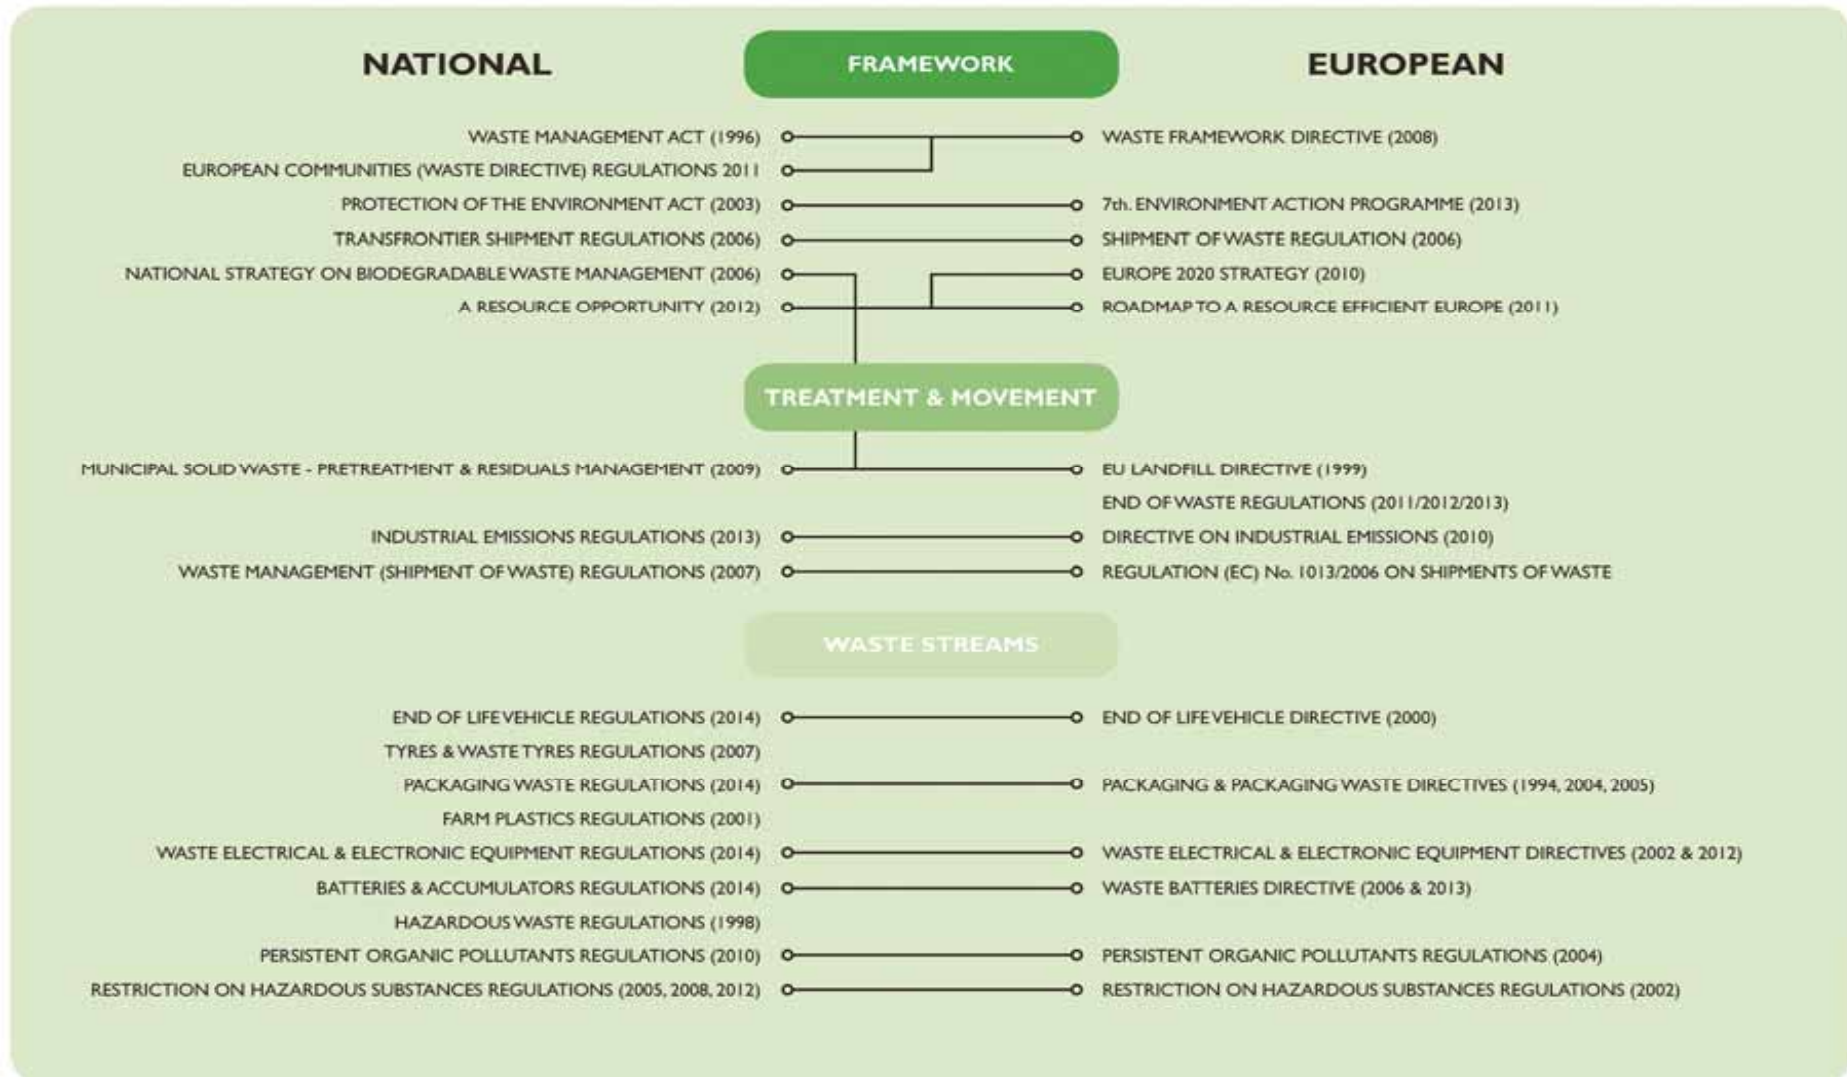 NATIONAL FRAMEWORK EUROPEAN
WASTE MANAGEMENT ACT (1996) WASTE FRAMEWORK DIRECTIVE (2008)
EUROPEAN COMMUNITIES (WASTE DIRECTIVE) REGULATIONS 2011
PROTECTION OF THE ENVIRONMENT ACT (2003) 7th. ENVIRONMENT ACTION PROGRAMME (2013)
TRANSFRONTIER SHIPMENT REGULATIONS (2006) SHIPMENT OF WASTE REGULATION (2006)
NATIONAL STRATEGY ON BIODEGRADABLE WASTE MANAGEMENT (2006) EUROPE 2020 STRATEGY (2010)
A RESOURCE OPPORTUNITY (2012) ROADMAP TO A RESOURCE EFFICIENT EUROPE (2011)
TREATMENT & MOVEMENT
MUNICIPAL SOLID WASTE - PRETREATMENT & RESIDUALS MANAGEMENT (2009) EU LANDFILL DIRECTIVE (1999)
END OF WASTE REGULATIONS (2011/2012/2013)
INDUSTRIAL EMISSIONS REGULATIONS (2013) DIRECTIVE ON INDUSTRIAL EMISSIONS (2010)
WASTE MANAGEMENT (SHIPMENT OF WASTE) REGULATIONS (2007) REGULATION (EC) No. 1013/2006 ON SHIPMENTS OF WASTE
WASTE STREAMS
END OF LIFE VEHICLE REGULATIONS (2014) END OF LIFE VEHICLE DIRECTIVE (2000)
TYRES & WASTE TYRES REGULATIONS (2007)
PACKAGING WASTE REGULATIONS (2014) PACKAGING & PACKAGING WASTE DIRECTIVES (1994, 2004, 2005)
FARM PLASTICS REGULATIONS (2001)
WASTE ELECTRICAL & ELECTRONIC EQUIPMENT REGULATIONS (2014) WASTE ELECTRICAL & ELECTRONIC EQUIPMENT DIRECTIVES (2002 & 2012)
BATTERIES & ACCUMULATORS REGULATIONS (2014) WASTE BATTERIES DIRECTIVE (2006 & 2013)
HAZARDOUS WASTE REGULATIONS (1998)
PERSISTENT ORGANIC POLLUTANTS REGULATIONS (2010) PERSISTENT ORGANIC POLLUTANTS REGULATIONS (2004)
RESTRICTION ON HAZARDOUS SUBSTANCES REGULATIONS (2005, 2008, 2012) RESTRICTION ON HAZARDOUS SUBSTANCES REGULATIONS (2002)